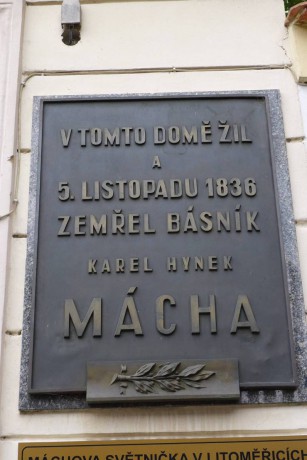 V TOMTO DOMĚ ŽIL
A
5. LISTOPADU 1836
ZEMŘEL BÁSNÍK
KAREL HYNEK
MÁCHA
MÁCHOVA SVĚTNIČKA V LITOMĚŘICÍCH